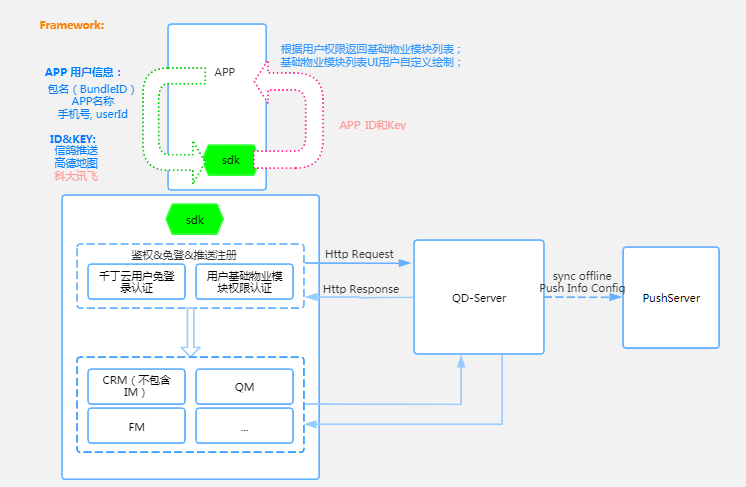 Framework:
根据用户权限返回基础物业模块列表；
基础物业模块列表UI用户自定义绘制；
APP 用户信息：
包名（BundleID）
APP名称
手机号, userId
APP
APP_ID和Key
ID&KEY:
信鸽推送
高德地图
科大讯飞
sdk
sdk
鉴权&免登&推送注册
千丁云用户免登
录认证
用户基础物业模
块权限认证
Http Request
Http Response
QD-Server
sync offline
Push Info Config
PushServer
CRM（不包含
IM）
QM
FM
...